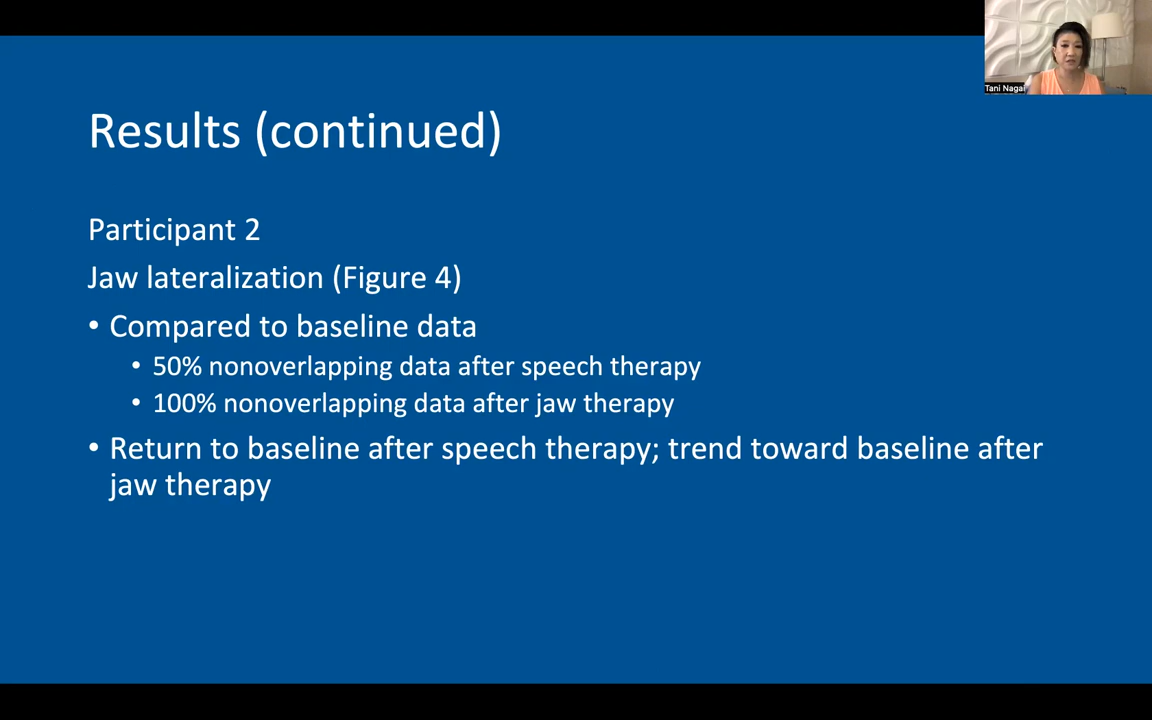 Tani Nagai
Results (continued)
Participant 2
Jaw lateralization (Figure 4)
• Compared to baseline data
• 50% nonoverlapping data after speech therapy
• 100% nonoverlapping data after jaw therapy
• Return to baseline after speech therapy; trend toward baseline after
jaw therapy